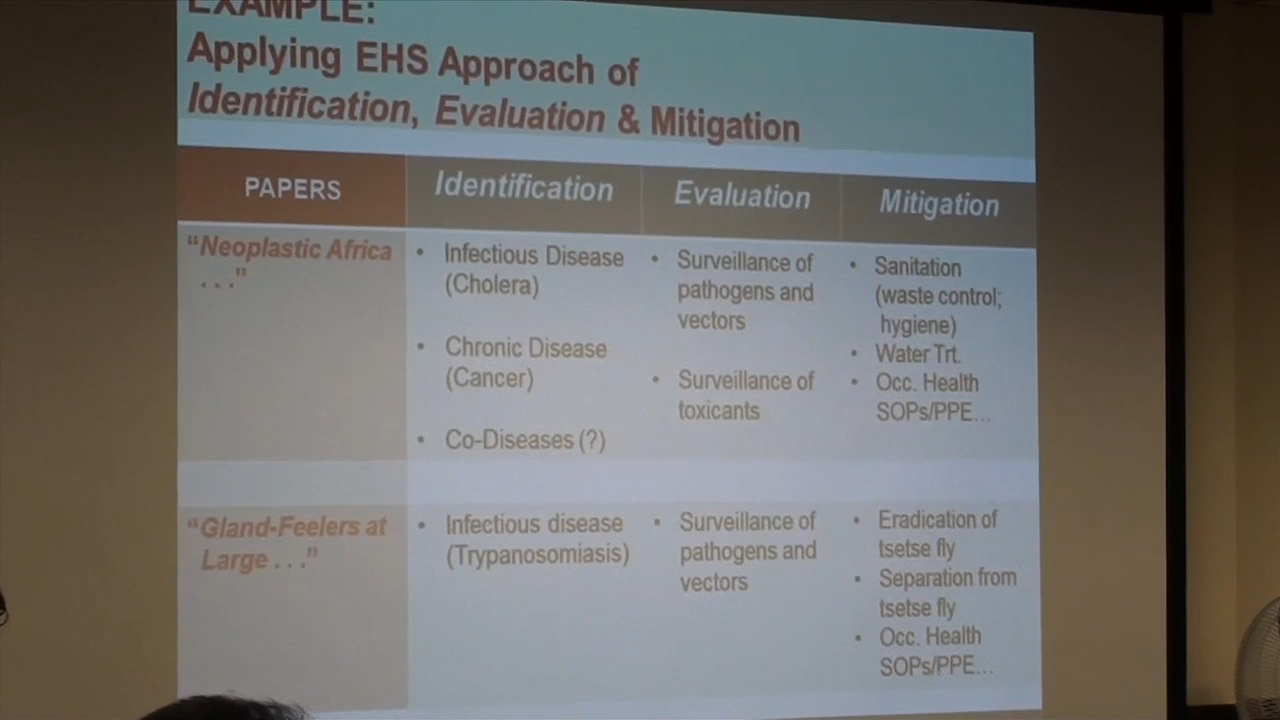 EXAMPLE:
Applying EHS Approach of
Identification, Evaluation & Mitigation
PAPERS
Identification
Evaluation
Mitigation
“Neoplastic Africa
. . .”
• Infectious Disease
(Cholera)
• Chronic Disease
(Cancer)
• Co-Diseases (?)
• Surveillance of
pathogens and
vectors
• Surveillance of
toxicants
• Sanitation
(waste control;
hygiene)
• Water Trt.
• Occ. Health
SOPs/PPE...
“Gland-Feelers at
Large . . .”
• Infectious disease
(Trypanosomiasis)
• Surveillance of
pathogens and
vectors
• Eradication of
tsetse fly
• Separation from
tsetse fly
• Occ. Health
SOPs/PPE...